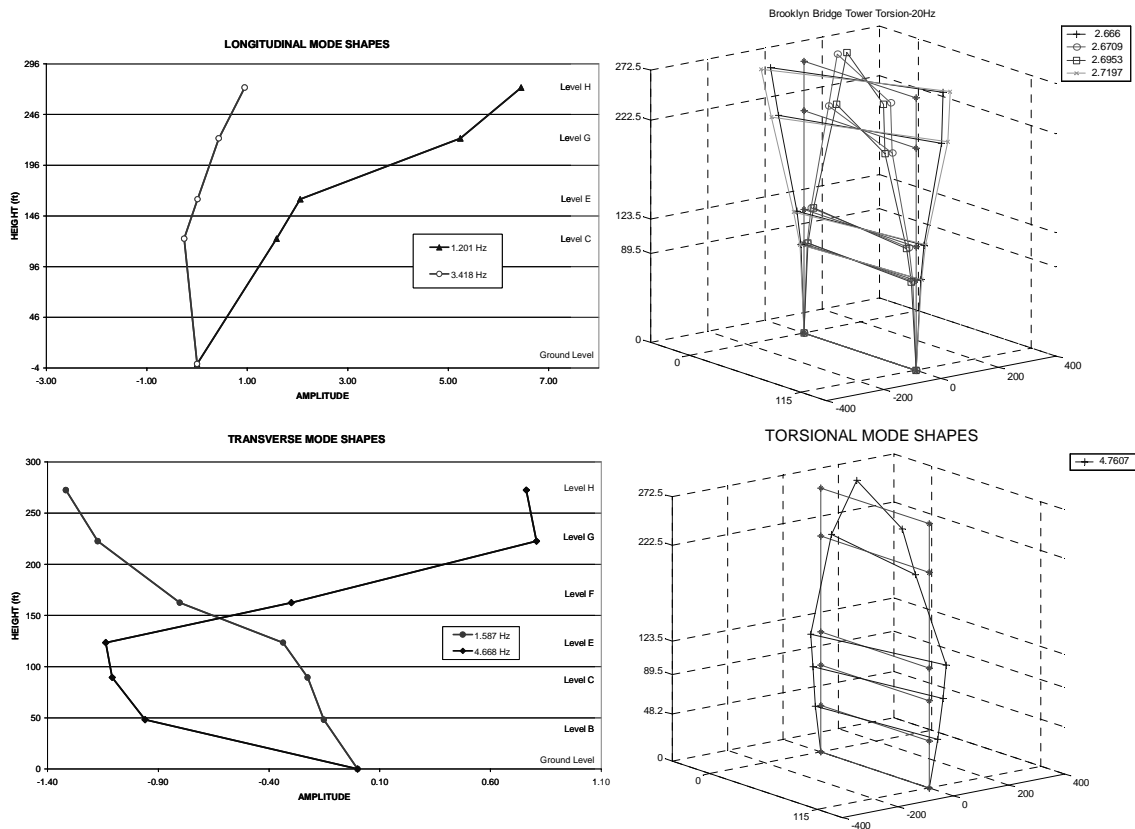 LONGITUDINAL MODE SHAPES
296
246
196
146
96
46
-4
HEIGHT (ft)
-3.00 -1.00 1.00 3.00 5.00 7.00
AMPLITUDE
Level H
Level G
Level E
Level C
Ground Level
1.201 Hz
3.418 Hz
Brooklyn Bridge Tower Torsion-20Hz
2.666
2.6709
2.6953
2.7197
272.5
222.5
123.5
89.5
0
0
115
-400
-200
0
200
400
TRANSVERSE MODE SHAPES
300
250
200
150
100
50
0
HEIGHT (ft)
-1.40 -0.90 -0.40 0.10 0.60 1.10
AMPLITUDE
Level H
Level G
Level F
Level E
Level C
Level B
Ground Level
1.587 Hz
4.668 Hz
TORSIONAL MODE SHAPES
4.7607
272.5
222.5
123.5
89.5
48.2
0
0
115
-400
-200
0
200
400